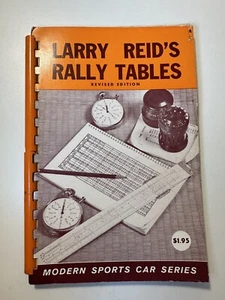 LARRY REID'S
RALLY TABLES
REVISED EDITION
$1.95
MODERN SPORTS CAR SERIES